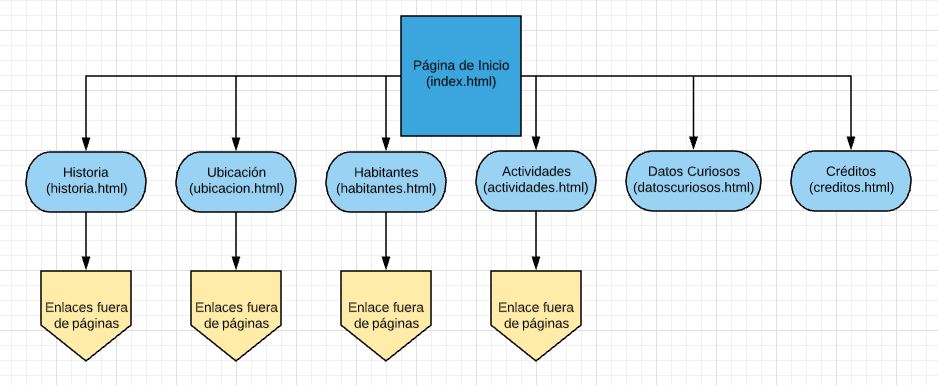 Página de Inicio
(index.html)
Historia
(historia.html)
Ubicación
(ubicacion.html)
Habitantes
(habitantes.html)
Actividades
(actividades.html)
Datos Curiosos
(datoscuriosos.html)
Créditos
(creditos.html)
Enlaces fuera
de páginas
Enlaces fuera
de páginas
Enlace fuera
de páginas
Enlace fuera
de páginas